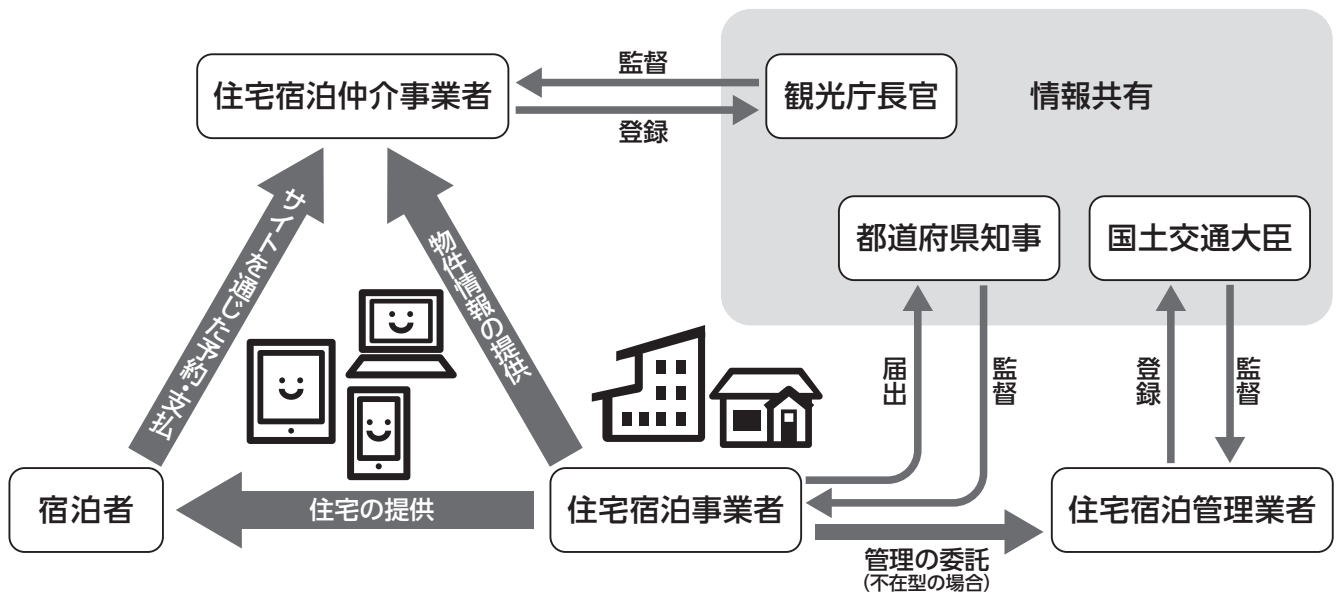 監督
住宅宿泊仲介事業者
観光庁長官
情報共有
登録
都道府県知事
国土交通大臣
サイトを通じた予約・支払
物件情報の提供
届出
監督
登録
監督
宿泊者
住宅の提供
住宅宿泊事業者
住宅宿泊管理業者
管理の委託
(不在型の場合)